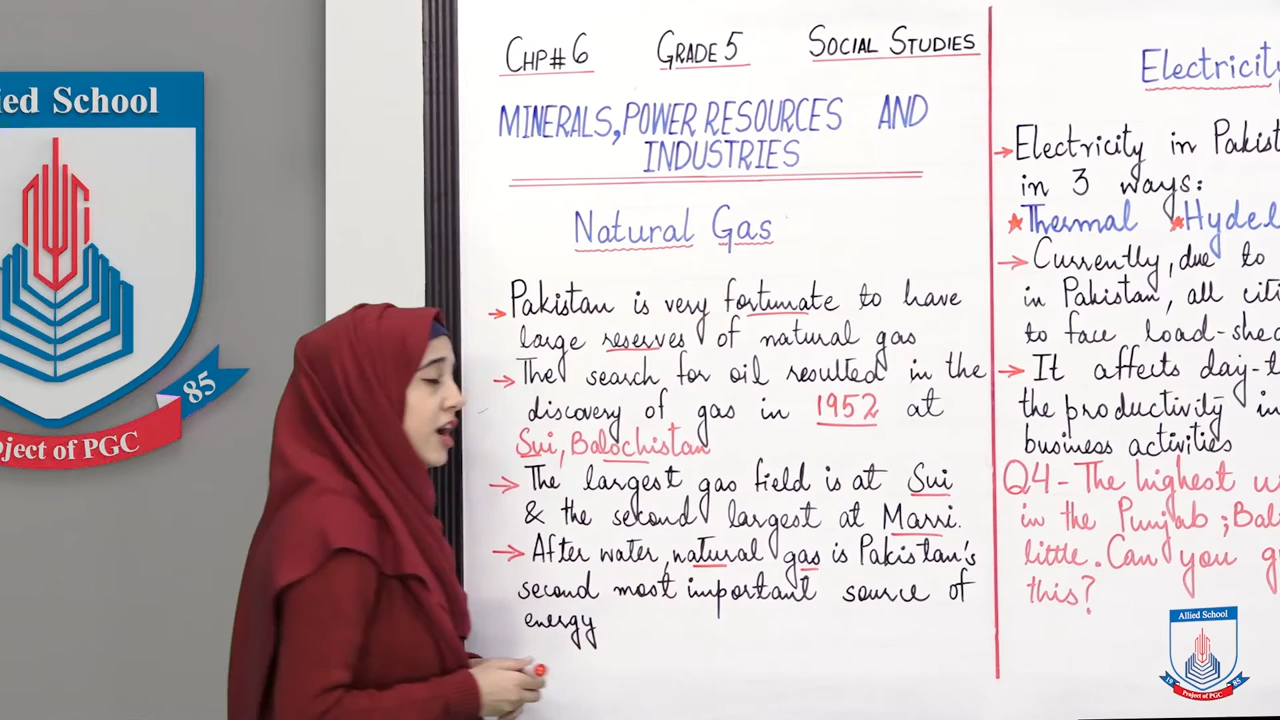 ied School
85
oject of PGC
CHP# 6 GRADE 5 SOCIAL STUDIES
MINERALS, POWER RESOURCES AND
INDUSTRIES
Natural Gas
→ Pakistan is very fortunate to have
large reserves of natural gas
→ The search for oil resulted in the
discovery of gas in 1952 at
Sui, Balochistan
→ The largest gas field is at Sui
& the second largest at Marri.
→ After water, natural gas is Pakistan's
second most important source of
energy
Electricity
→ Electricity in Pakist
in 3 ways:
★Thermal ★Hydel
→ Currently, due to
in Pakistan, all citi
to face load-shed
→ It affects day-t
the productivity in
business activities
Q4- The highest u
in the Punjab ; Bal
little. Can you g
this?
Allied School
19 85
Project of PGC